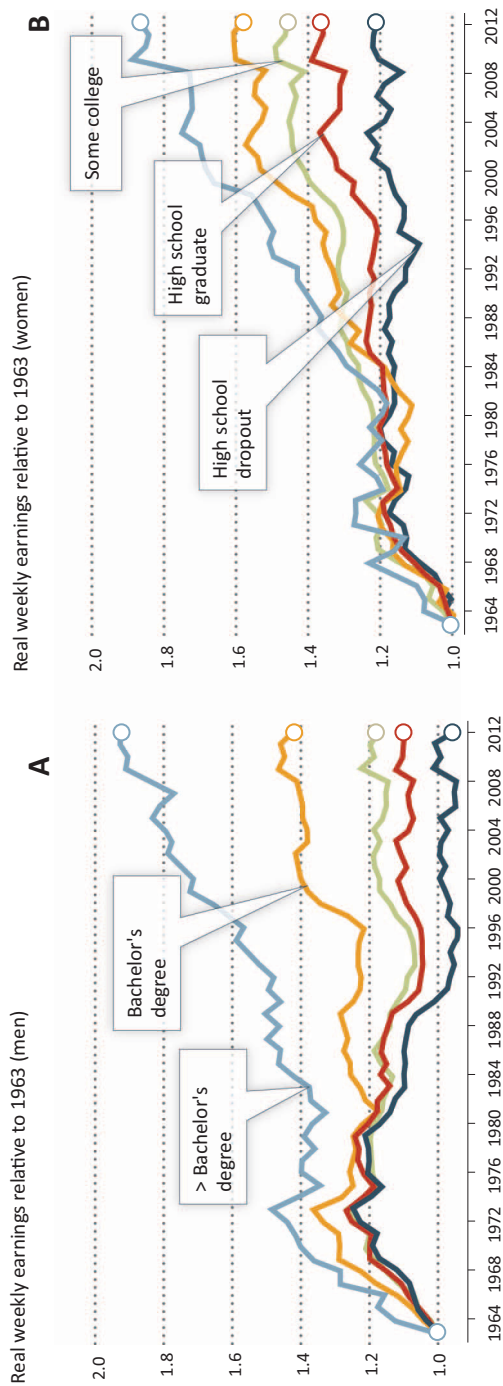 A
Real weekly earnings relative to 1963 (men)
2.0
1.8
1.6
1.4
1.2
1.0
> Bachelor's
degree
Bachelor's
degree
1964 1968 1972 1976 1980 1984 1988 1992 1996 2000 2004 2008 2012
B
Real weekly earnings relative to 1963 (women)
2.0
1.8
1.6
1.4
1.2
1.0
Some college
High school
graduate
High school
dropout
1964 1968 1972 1976 1980 1984 1988 1992 1996 2000 2004 2008 2012